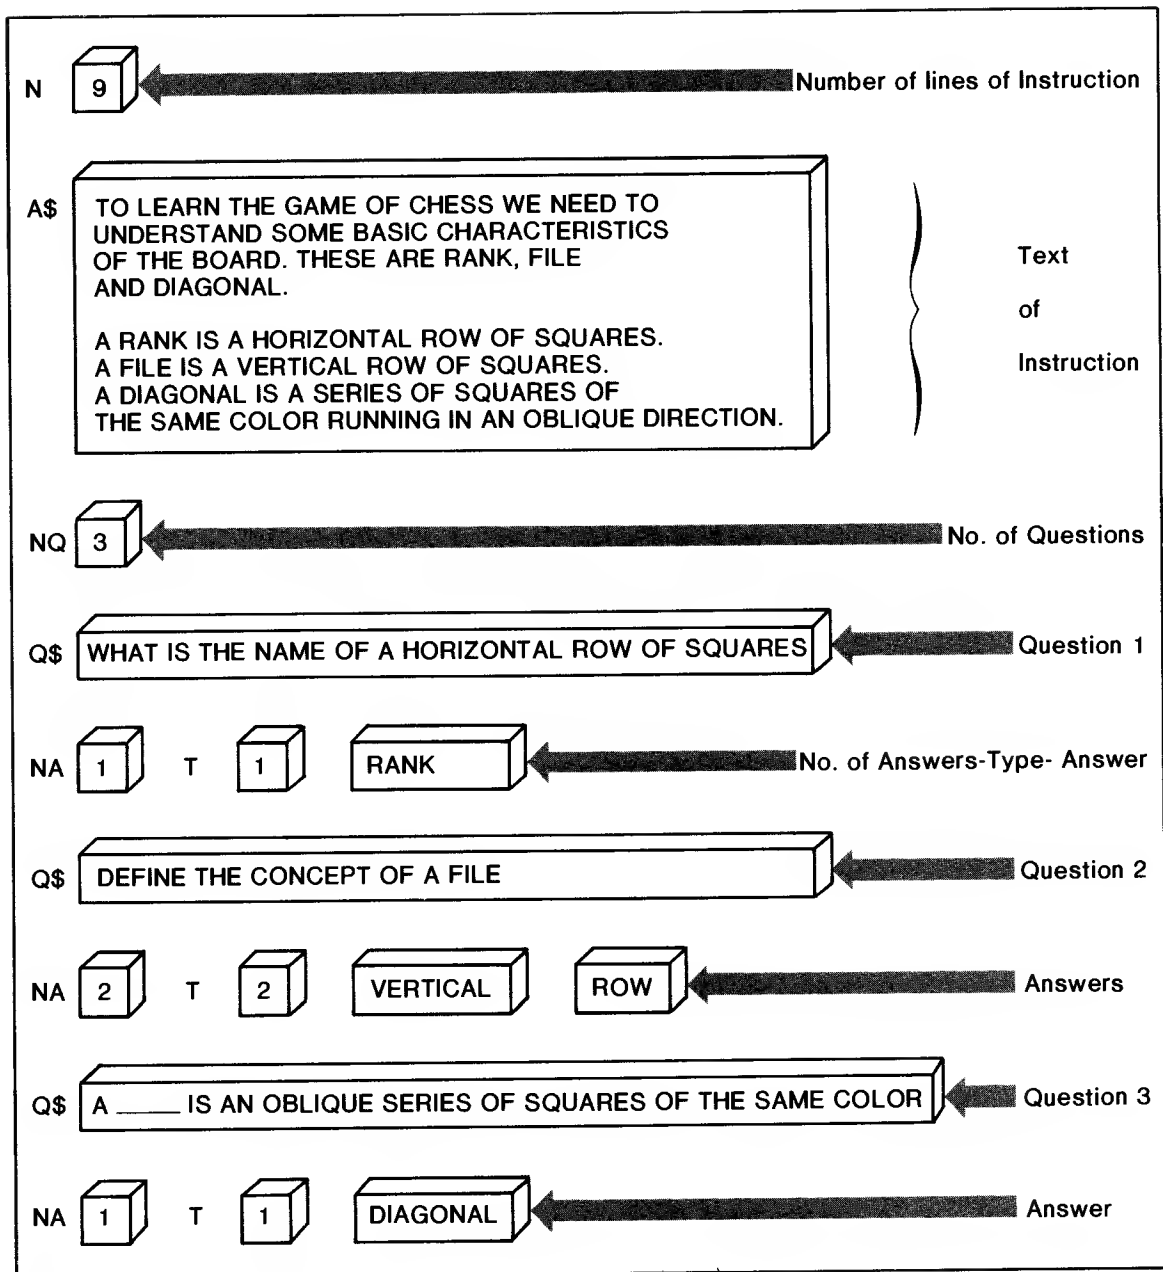 N 9 Number of lines of Instruction
A$ TO LEARN THE GAME OF CHESS WE NEED TO
UNDERSTAND SOME BASIC CHARACTERISTICS
OF THE BOARD. THESE ARE RANK, FILE
AND DIAGONAL.
A RANK IS A HORIZONTAL ROW OF SQUARES.
A FILE IS A VERTICAL ROW OF SQUARES.
A DIAGONAL IS A SERIES OF SQUARES OF
THE SAME COLOR RUNNING IN AN OBLIQUE DIRECTION.
Text
of
Instruction
NQ 3 No. of Questions
Q$ WHAT IS THE NAME OF A HORIZONTAL ROW OF SQUARES Question 1
NA 1 T 1 RANK No. of Answers-Type- Answer
Q$ DEFINE THE CONCEPT OF A FILE Question 2
NA 2 T 2 VERTICAL ROW Answers
Q$ A _____ IS AN OBLIQUE SERIES OF SQUARES OF THE SAME COLOR Question 3
NA 1 T 1 DIAGONAL Answer